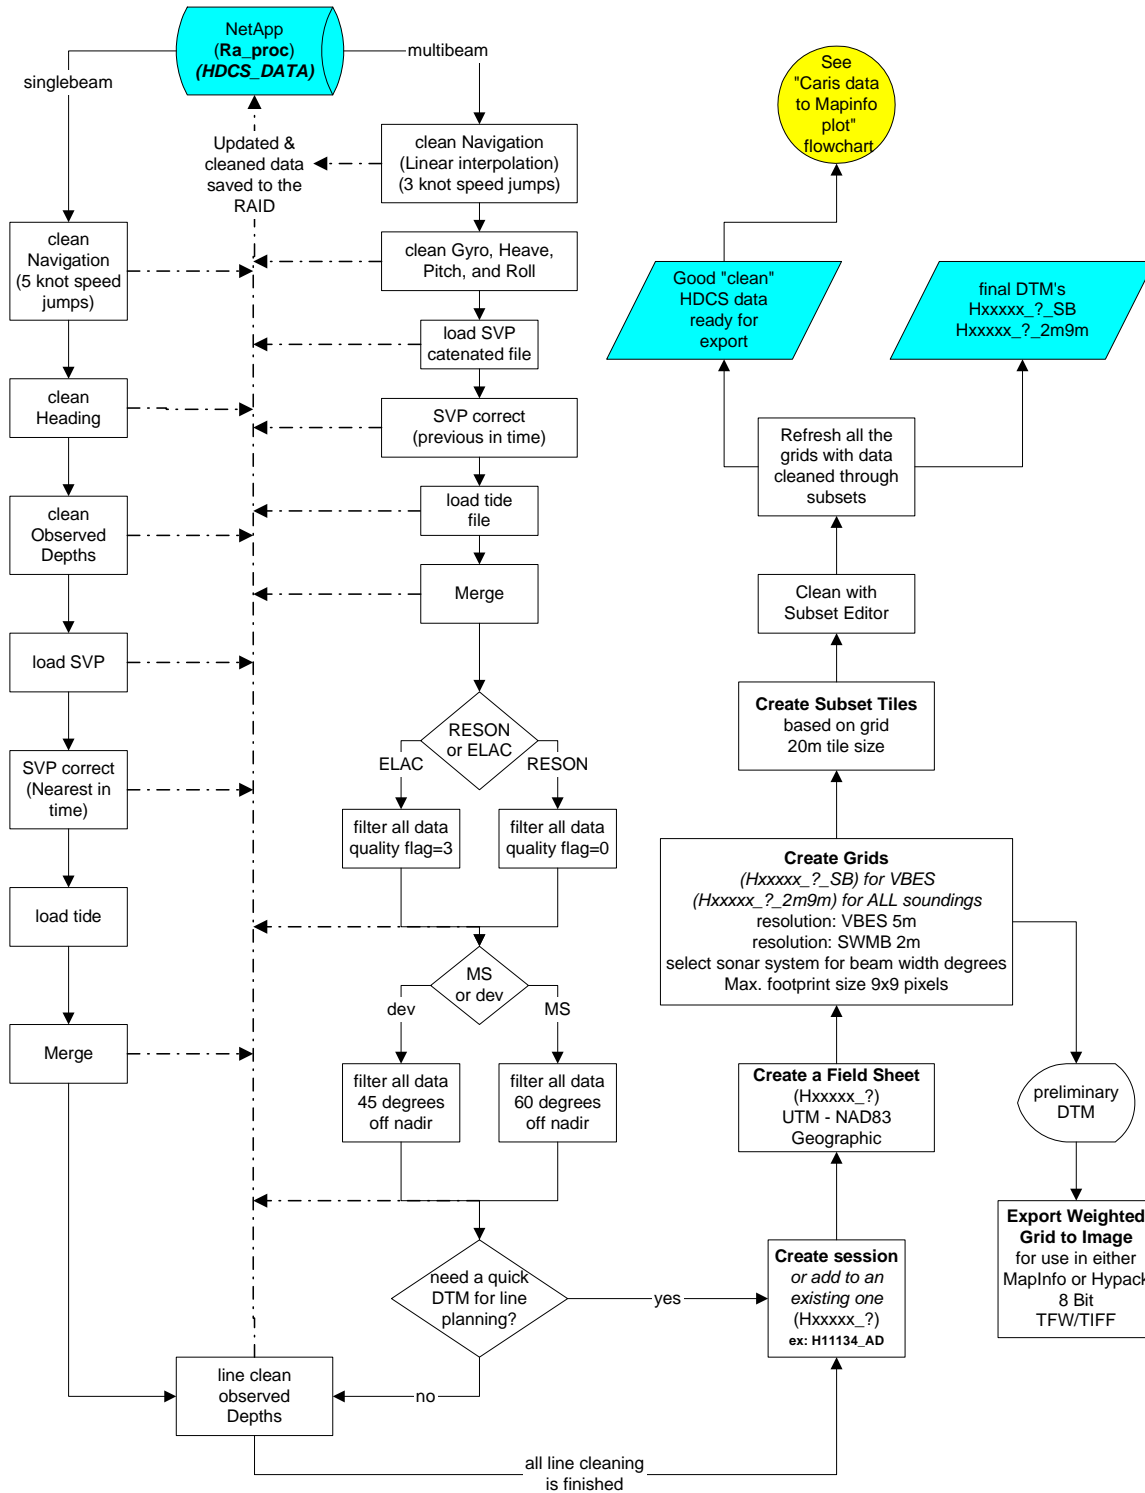 NetApp
(Ra_proc)
(HDCS_DATA)
singlebeam
multibeam
Updated &
cleaned data
saved to the
RAID
clean
Navigation
(5 knot speed
jumps)
clean
Heading
clean
Observed
Depths
load SVP
SVP correct
(Nearest in
time)
load tide
Merge
clean Navigation
(Linear interpolation)
(3 knot speed jumps)
clean Gyro, Heave,
Pitch, and Roll
load SVP
catenated file
SVP correct
(previous in time)
load tide
file
Merge
RESON
or ELAC
ELAC
RESON
filter all data
quality flag=3
filter all data
quality flag=0
MS
or dev
dev
MS
filter all data
45 degrees
off nadir
filter all data
60 degrees
off nadir
need a quick
DTM for line
planning?
yes
no
line clean
observed
Depths
all line cleaning
is finished
Create session
or add to an
existing one
(Hxxxxx_?)
ex: H11134_AD
Create a Field Sheet
(Hxxxxx_?)
UTM - NAD83
Geographic
Create Grids
(Hxxxxx_?_SB) for VBES
(Hxxxxx_?_2m9m) for ALL soundings
resolution: VBES 5m
resolution: SWMB 2m
select sonar system for beam width degrees
Max. footprint size 9x9 pixels
preliminary
DTM
Export Weighted
Grid to Image
for use in either
MapInfo or Hypack
8 Bit
TFW/TIFF
Create Subset Tiles
based on grid
20m tile size
Clean with
Subset Editor
Refresh all the
grids with data
cleaned through
subsets
Good "clean"
HDCS data
ready for
export
final DTM's
Hxxxxx_?_SB
Hxxxxx_?_2m9m
See
"Caris data
to Mapinfo
plot"
flowchart